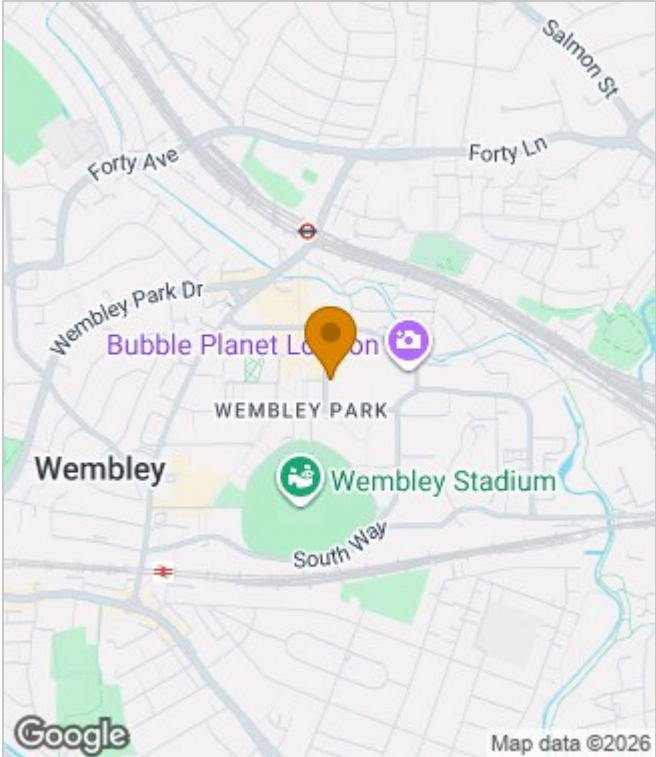 Salmon St
Forty Ave
Forty Ln
Wembley Park Dr
Bubble Planet London
WEMBLEY PARK
Wembley
Wembley Stadium
South Way
Google
Map data ©2026